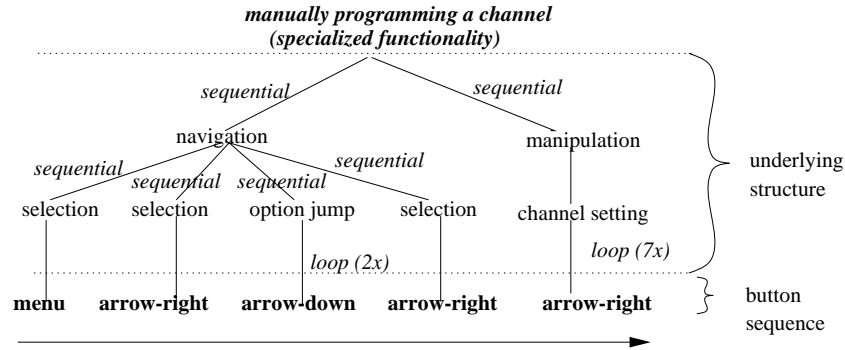 manually programming a channel
(specialized functionality)
sequential
sequential
navigation
manipulation
sequential
sequential
sequential
sequential
underlying
structure
selection
selection
option jump
selection
channel setting
loop (2x)
loop (7x)
menu
arrow-right
arrow-down
arrow-right
arrow-right
button
sequence